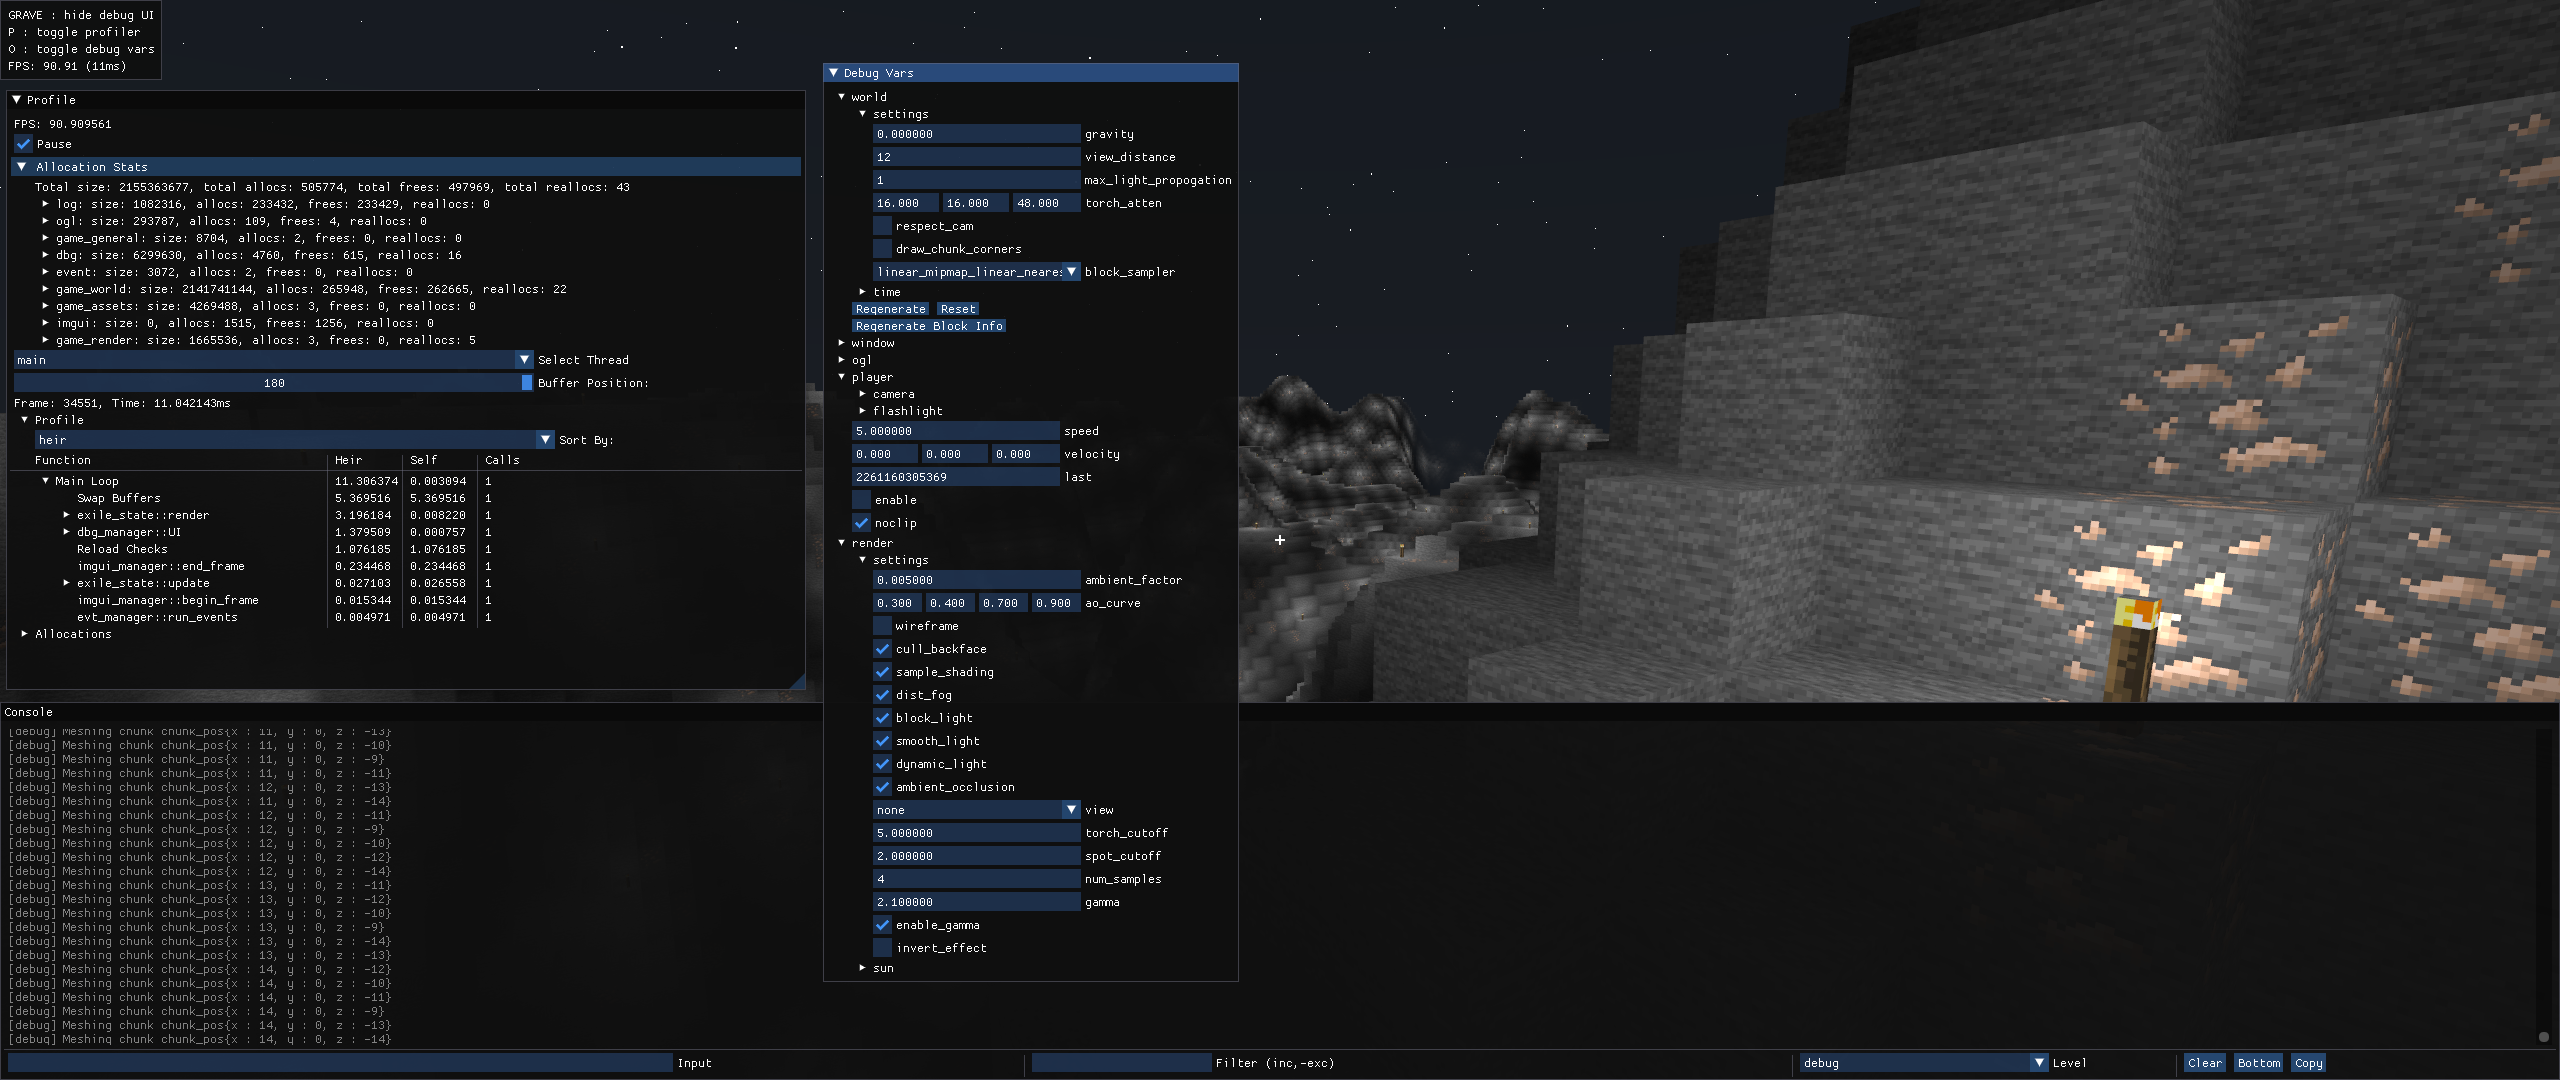 GRAVE : hide debug UI
P : toggle profiler
O : toggle debug vars
FPS: 90.91 (11ms)
Profile
FPS: 90.909561
Pause
Allocation Stats
Total size: 2155363677, total allocs: 505774, total frees: 497969, total reallocs: 43
log: size: 1082316, allocs: 233432, frees: 233429, reallocs: 0
ogl: size: 293787, allocs: 109, frees: 4, reallocs: 0
game_general: size: 8704, allocs: 2, frees: 0, reallocs: 0
dbg: size: 6299630, allocs: 4760, frees: 615, reallocs: 16
event: size: 3072, allocs: 2, frees: 0, reallocs: 0
game_world: size: 2141741144, allocs: 265948, frees: 262665, reallocs: 22
game_assets: size: 4269488, allocs: 3, frees: 0, reallocs: 0
imgui: size: 0, allocs: 1515, frees: 1256, reallocs: 0
game_render: size: 1665536, allocs: 3, frees: 0, reallocs: 5
main Select Thread
180 Buffer Position:
Frame: 34551, Time: 11.042143ms
Profile
heir Sort By:
Function Heir Self Calls
Main Loop 11.306374 0.003094 1
Swap Buffers 5.369516 5.369516 1
exile_state::render 3.196184 0.008220 1
dbg_manager::UI 1.379509 0.000757 1
Reload Checks 1.076185 1.076185 1
imgui_manager::end_frame 0.234468 0.234468 1
exile_state::update 0.027103 0.026558 1
imgui_manager::begin_frame 0.015344 0.015344 1
evt_manager::run_events 0.004971 0.004971 1
Allocations
Debug Vars
world
settings
0.000000 gravity
12 view_distance
1 max_light_propogation
16.000 16.000 48.000 torch_atten
respect_cam
draw_chunk_corners
linear_mipmap_linear_neares block_sampler
time
Regenerate Reset
Regenerate Block Info
window
ogl
player
camera
flashlight
5.000000 speed
0.000 0.000 0.000 velocity
2261160305369 last
enable
noclip
render
settings
0.005000 ambient_factor
0.300 0.400 0.700 0.900 ao_curve
wireframe
cull_backface
sample_shading
dist_fog
block_light
smooth_light
dynamic_light
ambient_occlusion
none view
5.000000 torch_cutoff
2.000000 spot_cutoff
4 num_samples
2.100000 gamma
enable_gamma
invert_effect
sun
Console
[debug] Meshing chunk chunk_pos{x : 11, y : 0, z : -13}
[debug] Meshing chunk chunk_pos{x : 11, y : 0, z : -10}
[debug] Meshing chunk chunk_pos{x : 11, y : 0, z : -9}
[debug] Meshing chunk chunk_pos{x : 11, y : 0, z : -11}
[debug] Meshing chunk chunk_pos{x : 12, y : 0, z : -13}
[debug] Meshing chunk chunk_pos{x : 11, y : 0, z : -14}
[debug] Meshing chunk chunk_pos{x : 12, y : 0, z : -11}
[debug] Meshing chunk chunk_pos{x : 12, y : 0, z : -9}
[debug] Meshing chunk chunk_pos{x : 12, y : 0, z : -10}
[debug] Meshing chunk chunk_pos{x : 12, y : 0, z : -12}
[debug] Meshing chunk chunk_pos{x : 12, y : 0, z : -14}
[debug] Meshing chunk chunk_pos{x : 13, y : 0, z : -11}
[debug] Meshing chunk chunk_pos{x : 13, y : 0, z : -12}
[debug] Meshing chunk chunk_pos{x : 13, y : 0, z : -10}
[debug] Meshing chunk chunk_pos{x : 13, y : 0, z : -9}
[debug] Meshing chunk chunk_pos{x : 13, y : 0, z : -14}
[debug] Meshing chunk chunk_pos{x : 13, y : 0, z : -13}
[debug] Meshing chunk chunk_pos{x : 14, y : 0, z : -12}
[debug] Meshing chunk chunk_pos{x : 14, y : 0, z : -10}
[debug] Meshing chunk chunk_pos{x : 14, y : 0, z : -11}
[debug] Meshing chunk chunk_pos{x : 14, y : 0, z : -9}
[debug] Meshing chunk chunk_pos{x : 14, y : 0, z : -13}
[debug] Meshing chunk chunk_pos{x : 14, y : 0, z : -14}
Input Filter (inc,-exc) debug Level Clear Bottom Copy